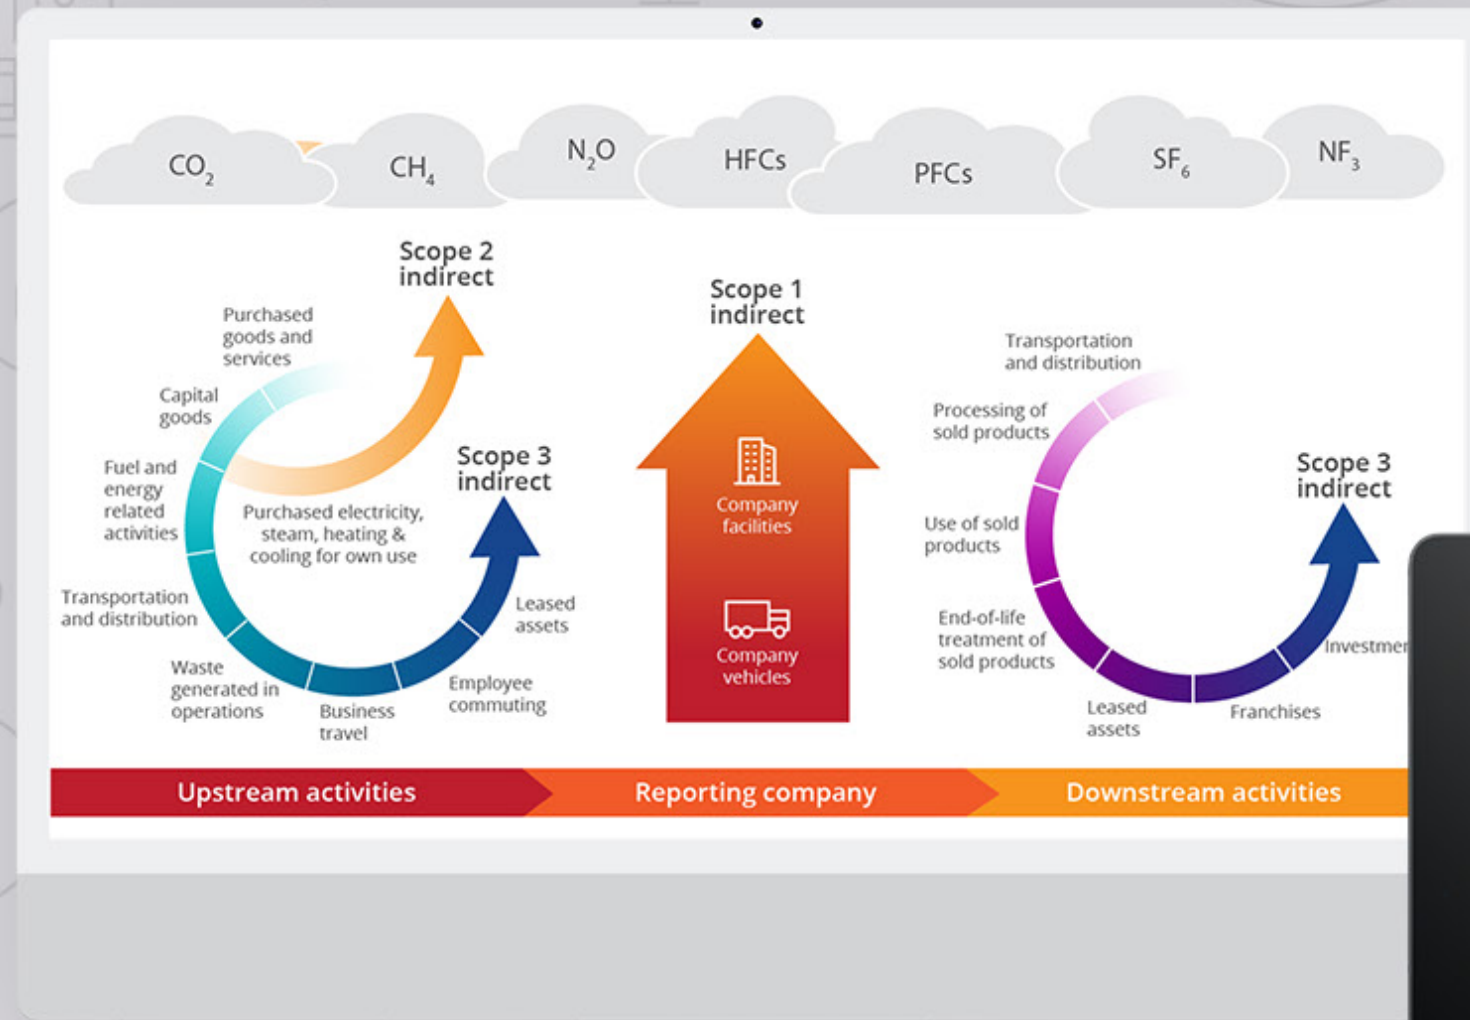 CO₂
CH₄
N₂O
HFCs
PFCs
SF₆
NF₃
Scope 2
indirect
Purchased
goods and
services
Capital
goods
Fuel and
energy
related
activities
Purchased electricity,
steam, heating &
cooling for own use
Transportation
and distribution
Waste
generated in
operations
Business
travel
Employee
commuting
Leased
assets
Scope 3
indirect
Scope 1
indirect
Company
facilities
Company
vehicles
Transportation
and distribution
Processing of
sold products
Use of sold
products
End-of-life
treatment of
sold products
Leased
assets
Franchises
Scope 3
indirect
Upstream activities
Reporting company
Downstream activities